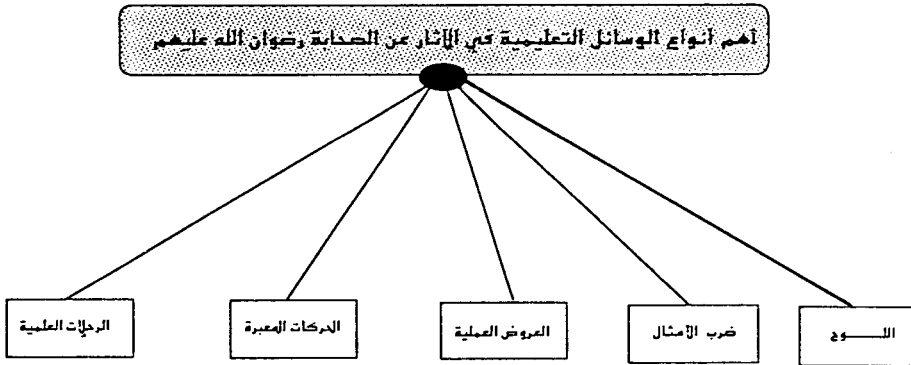 أهم أنواع الوسائل التعليمية في الآثار عن الصحابة رضوان الله عليهم
اللـــــوح
ضرب الأمثال
العروض العملية
الحركات المعبرة
الرحلات العلمية